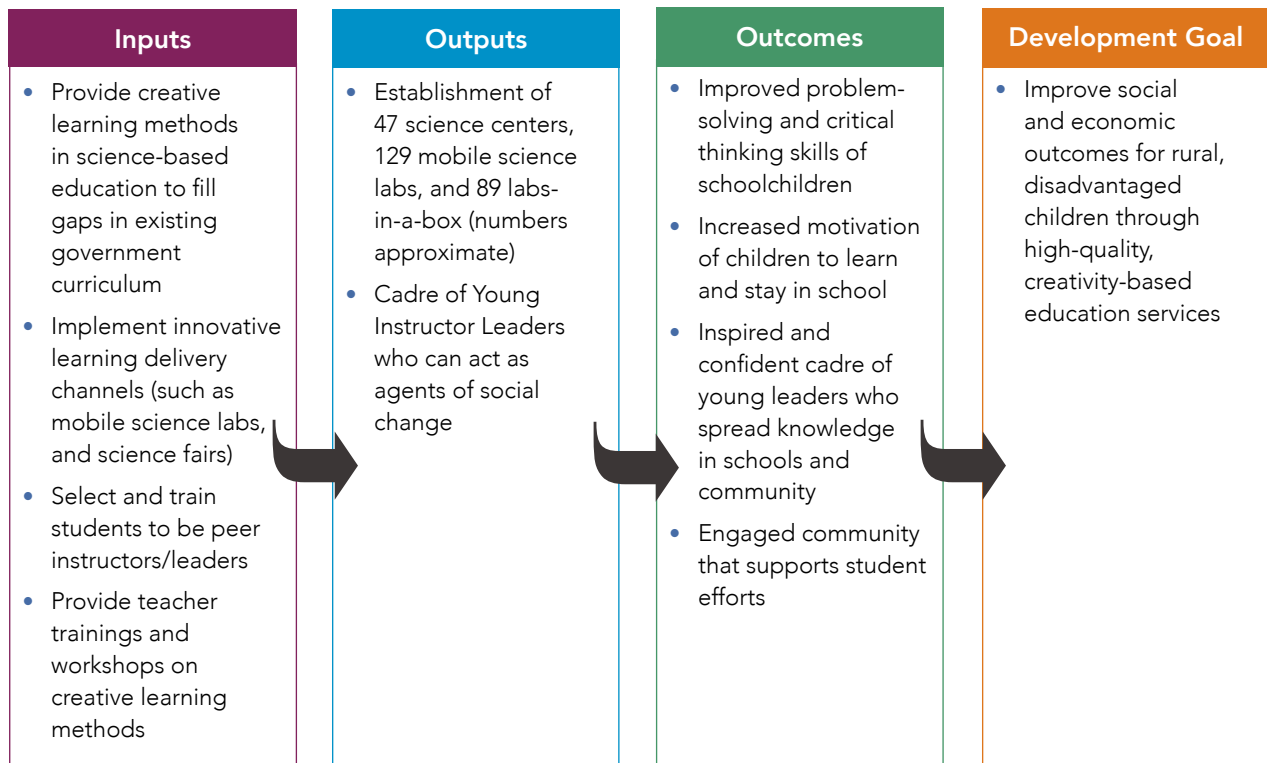 Inputs
• Provide creative
learning methods
in science-based
education to fill
gaps in existing
government
curriculum
• Implement innovative
learning delivery
channels (such as
mobile science labs,
and science fairs)
• Select and train
students to be peer
instructors/leaders
• Provide teacher
trainings and
workshops on
creative learning
methods
Outputs
• Establishment of
47 science centers,
129 mobile science
labs, and 89 labs-
in-a-box (numbers
approximate)
• Cadre of Young
Instructor Leaders
who can act as
agents of social
change
Outcomes
• Improved problem-
solving and critical
thinking skills of
schoolchildren
• Increased motivation
of children to learn
and stay in school
• Inspired and
confident cadre of
young leaders who
spread knowledge
in schools and
community
• Engaged community
that supports student
efforts
Development Goal
• Improve social
and economic
outcomes for rural,
disadvantaged
children through
high-quality,
creativity-based
education services